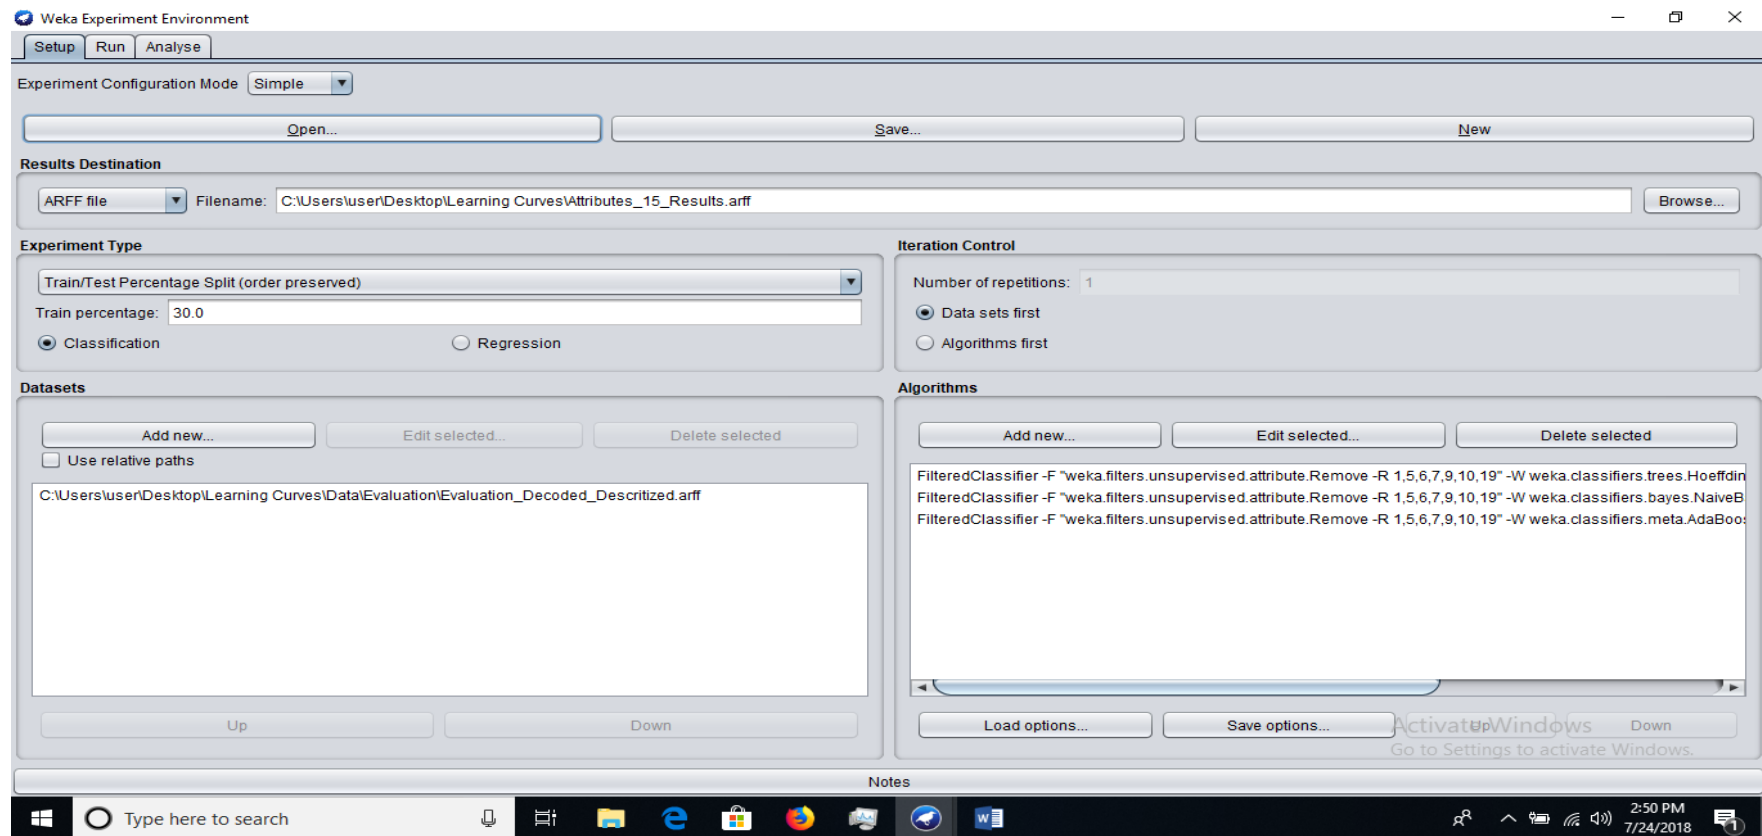 Weka Experiment Environment
Setup Run Analyse
Experiment Configuration Mode Simple
Open... Save... New
Results Destination
ARFF file Filename: C:\Users\user\Desktop\Learning Curves\Attributes_15_Results.arff Browse...
Experiment Type Iteration Control
Train/Test Percentage Split (order preserved) Number of repetitions: 1
Train percentage: 30.0 Data sets first
Classification Regression Algorithms first
Datasets Algorithms
Add new... Edit selected... Delete selected Add new... Edit selected... Delete selected
Use relative paths
C:\Users\user\Desktop\Learning Curves\Data\Evaluation\Evaluation_Decoded_Descritized.arff
FilteredClassifier -F "weka.filters.unsupervised.attribute.Remove -R 1,5,6,7,9,10,19" -W weka.classifiers.trees.Hoeffdin
FilteredClassifier -F "weka.filters.unsupervised.attribute.Remove -R 1,5,6,7,9,10,19" -W weka.classifiers.bayes.NaiveB
FilteredClassifier -F "weka.filters.unsupervised.attribute.Remove -R 1,5,6,7,9,10,19" -W weka.classifiers.meta.AdaBoo
Up Down Load options... Save options... Up Down
Activate Windows
Go to Settings to activate Windows.
Notes
Type here to search
2:50 PM
7/24/2018
1